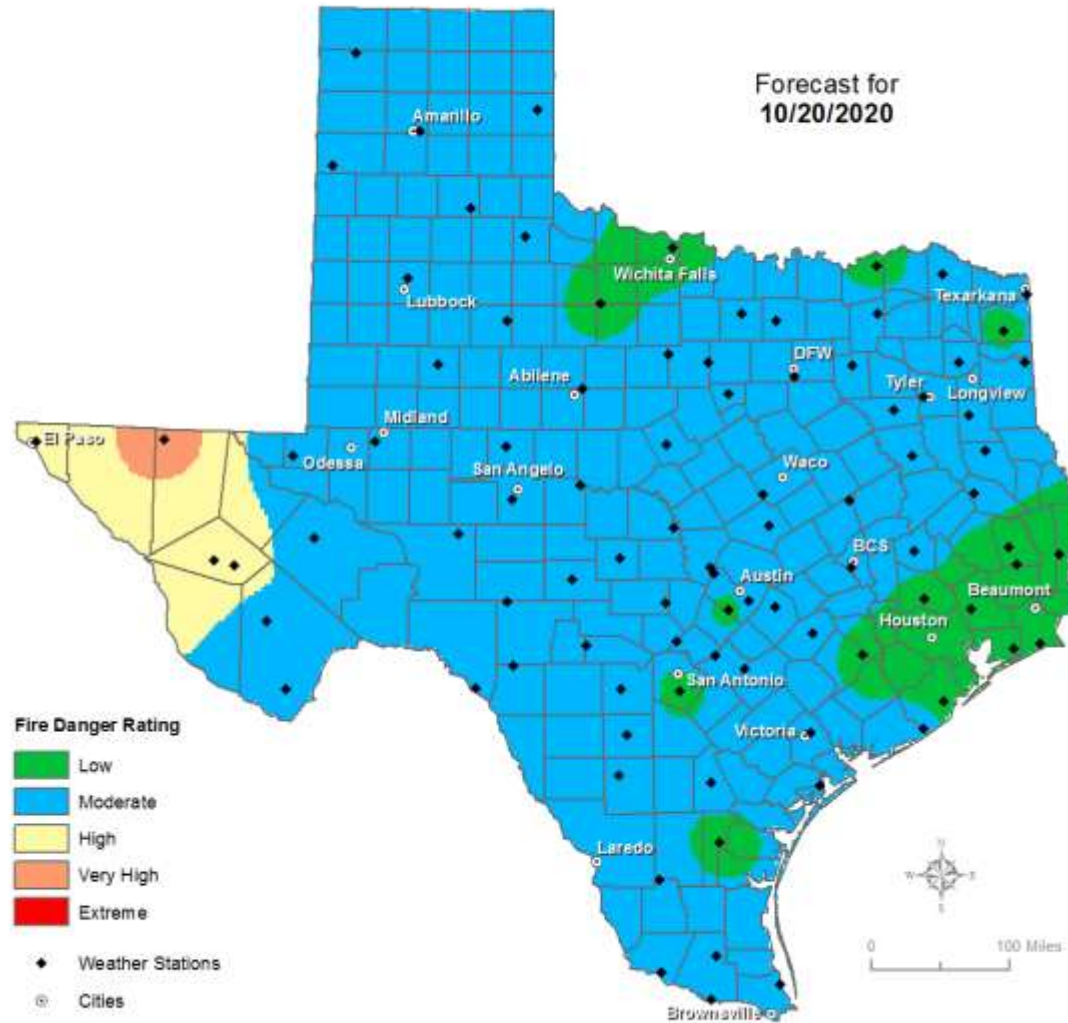 Forecast for
10/20/2020
Amarillo
Wichita Falls
Lubbock
Texarkana
DFW
Abilene
Tyler
Longview
Midland
El Paso
Odessa
San Angelo
Waco
BCS
Austin
Beaumont
Houston
San Antonio
Victoria
Laredo
Brownsville
Fire Danger Rating
Low
Moderate
High
Very High
Extreme
Weather Stations
Cities
N
W E
S
0 100 Miles